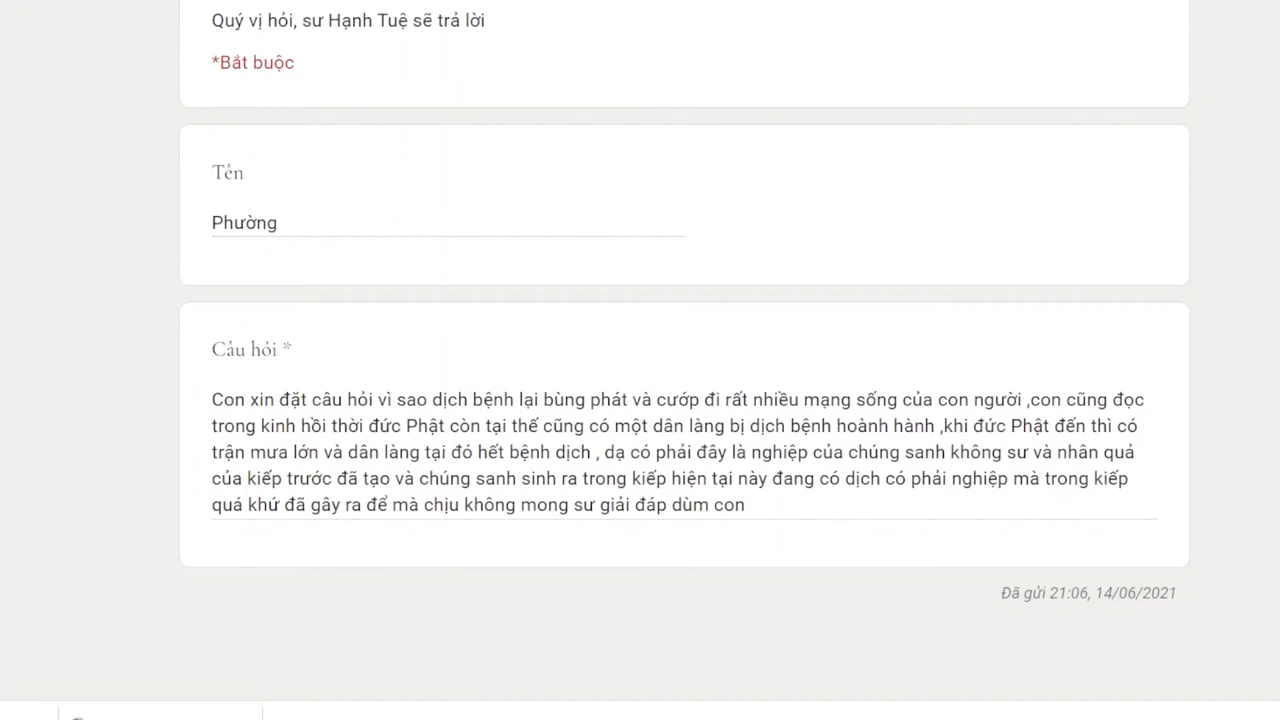 Quý vị hỏi, sư Hạnh Tuệ sẽ trả lời
*Bắt buộc
Tên
Phường
Câu hỏi *
Con xin đặt câu hỏi vì sao dịch bệnh lại bùng phát và cướp đi rất nhiều mạng sống của con người ,con cũng đọc
trong kinh hồi thời đức Phật còn tại thế cũng có một dân làng bị dịch bệnh hoành hành ,khi đức Phật đến thì có
trận mưa lớn và dân làng tại đó hết bệnh dịch , dạ có phải đây là nghiệp của chúng sanh không sư và nhân quả
của kiếp trước đã tạo và chúng sanh sinh ra trong kiếp hiện tại này đang có dịch có phải nghiệp mà trong kiếp
quá khứ đã gây ra để mà chịu không mong sư giải đáp dùm con
Đã gửi 21:06, 14/06/2021